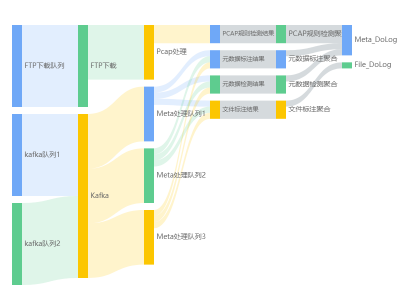 FTP下载队列
FTP下载
Pcap处理
PCAP规则检测结果
PCAP规则检测聚
Meta_DoLog
元数据标注结果
元数据标注聚合
File_DoLog
元数据检测结果
元数据检测聚合
文件标注结果
文件标注聚合
Meta处理队列1
kafka队列1
Meta处理队列2
Kafka
Meta处理队列3
kafka队列2